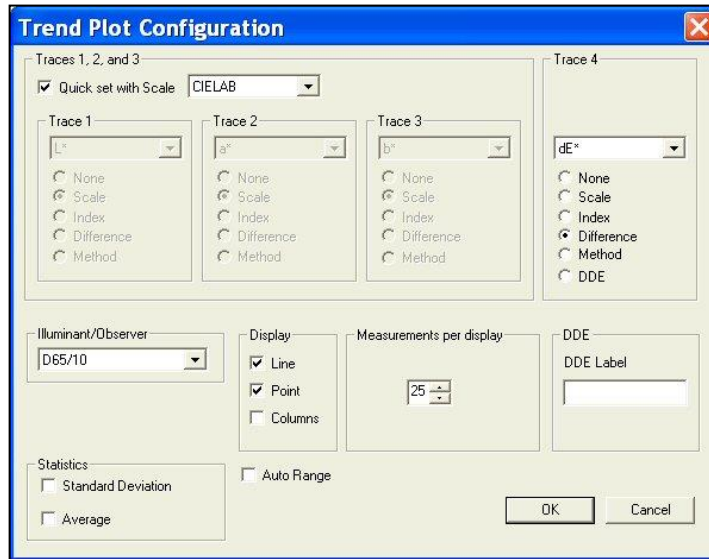 Trend Plot Configuration
Traces 1, 2, and 3
Quick set with Scale
CIELAB
Trace 1
L*
None
Scale
Index
Difference
Method
Trace 2
a*
None
Scale
Index
Difference
Method
Trace 3
b*
None
Scale
Index
Difference
Method
Trace 4
dE*
None
Scale
Index
Difference
Method
DDE
Illuminant/Observer
D65/10
Display
Line
Point
Columns
Measurements per display
25
DDE
DDE Label
Statistics
Standard Deviation
Average
Auto Range
OK
Cancel